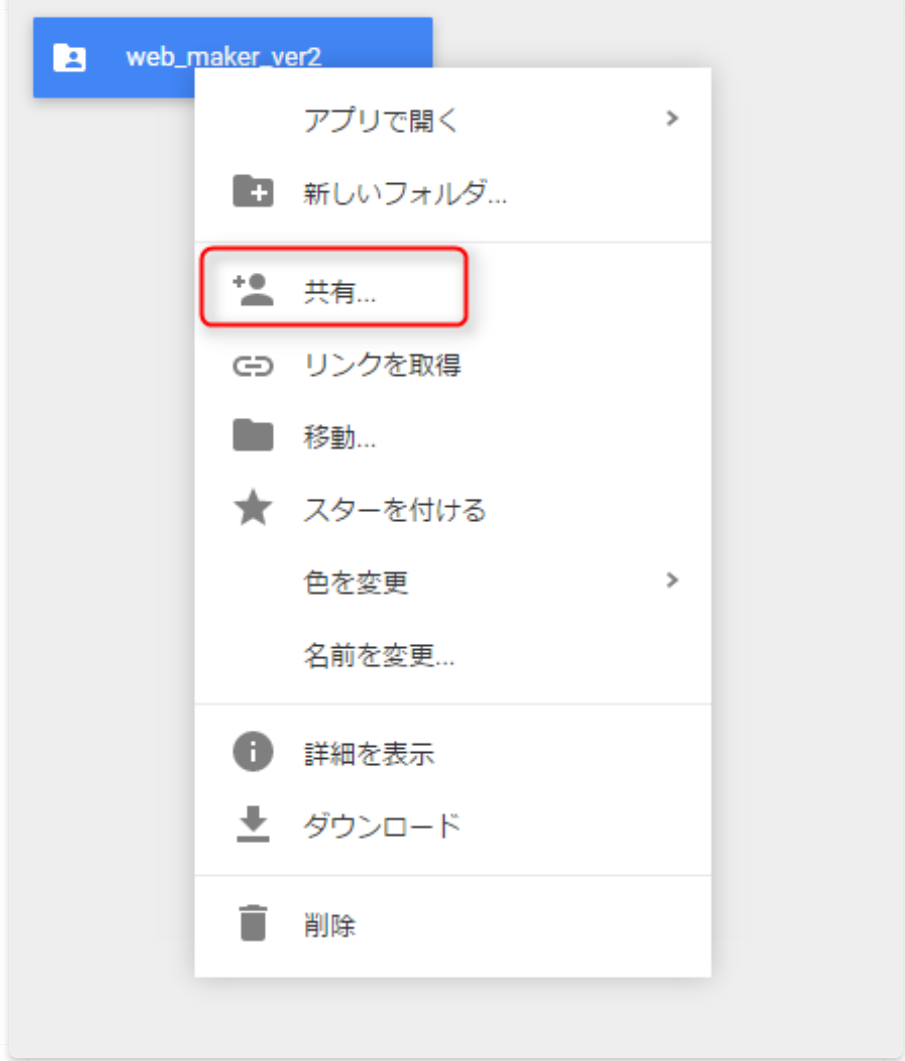 web_maker_ver2
アプリで開く
新しいフォルダ...
共有...
リンクを取得
移動...
スターを付ける
色を変更
名前を変更...
詳細を表示
ダウンロード
削除